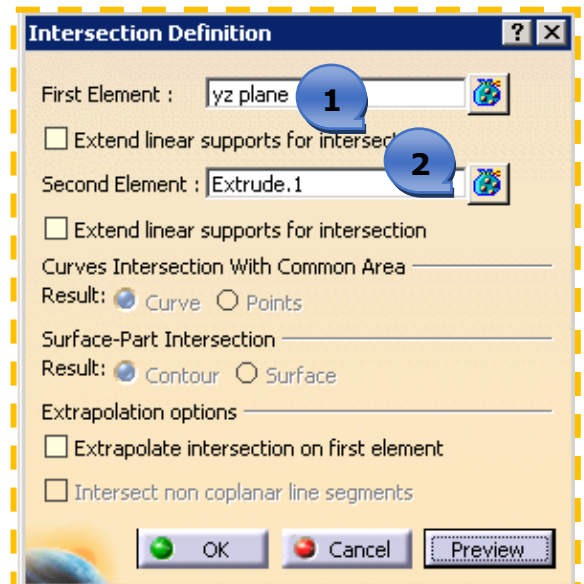 Intersection Definition
? X
First Element : yz plane
1
Extend linear supports for intersec
2
Second Element : Extrude.1
Extend linear supports for intersection
Curves Intersection With Common Area
Result: Curve Points
Surface-Part Intersection
Result: Contour Surface
Extrapolation options
Extrapolate intersection on first element
Intersect non coplanar line segments
OK Cancel Preview